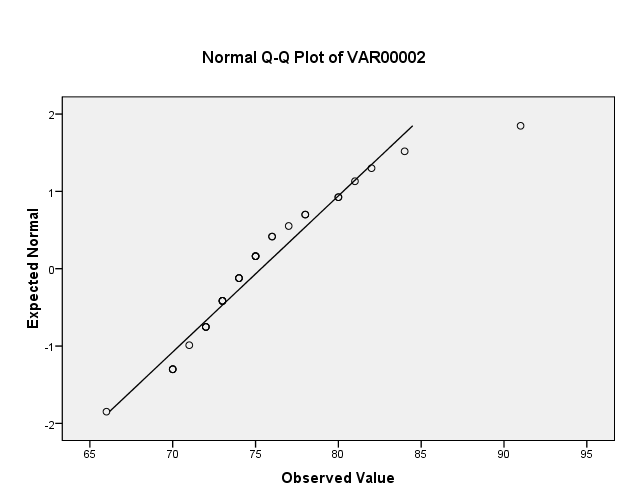 Normal Q-Q Plot of VAR00002
2
1
0
-1
-2
Expected Normal
65 70 75 80 85 90 95
Observed Value